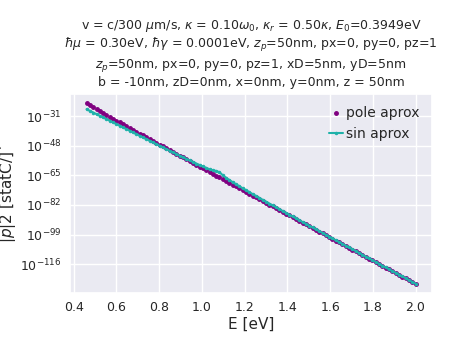 v = c/300 μm/s, κ = 0.10ω₀, κᵣ = 0.50κ, E₀=0.3949eV
ℏμ = 0.30eV, ℏγ = 0.0001eV, zₚ=50nm, px=0, py=0, pz=1
zₚ=50nm, px=0, py=0, pz=1, xD=5nm, yD=5nm
b = -10nm, zD=0nm, x=0nm, y=0nm, z = 50nm
pole aprox
sin aprox
10⁻³¹
10⁻⁴⁸
10⁻⁶⁵
10⁻⁸²
10⁻⁹⁹
10⁻¹¹⁶
|p|2 [statC/]
0.4 0.6 0.8 1.0 1.2 1.4 1.6 1.8 2.0
E [eV]